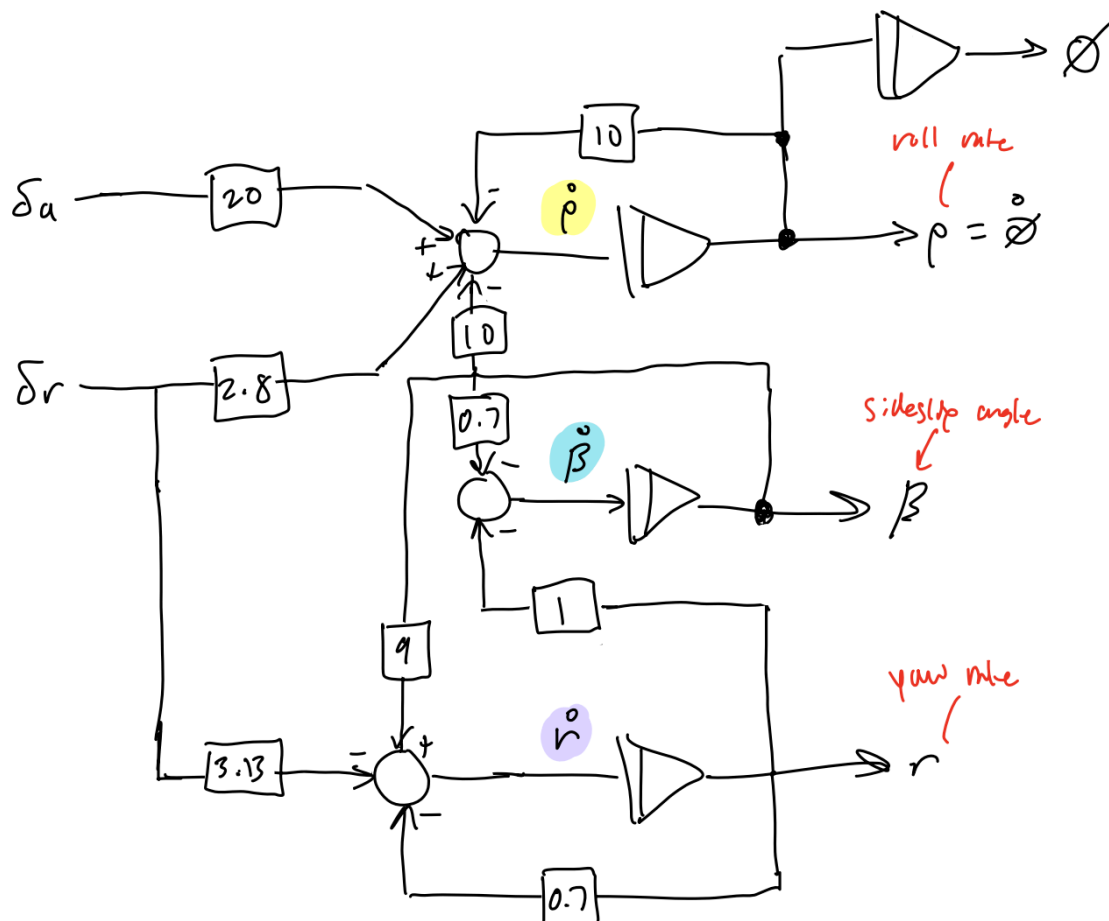 ∅
10
roll rate
δa 20 - ṗ
+ p = ∅̇
+ -
10
δr 2.8
0.7 sideslip angle
- β̇
β
-
1
9
yaw rate
+ ṙ
3.13 - r
-
0.7